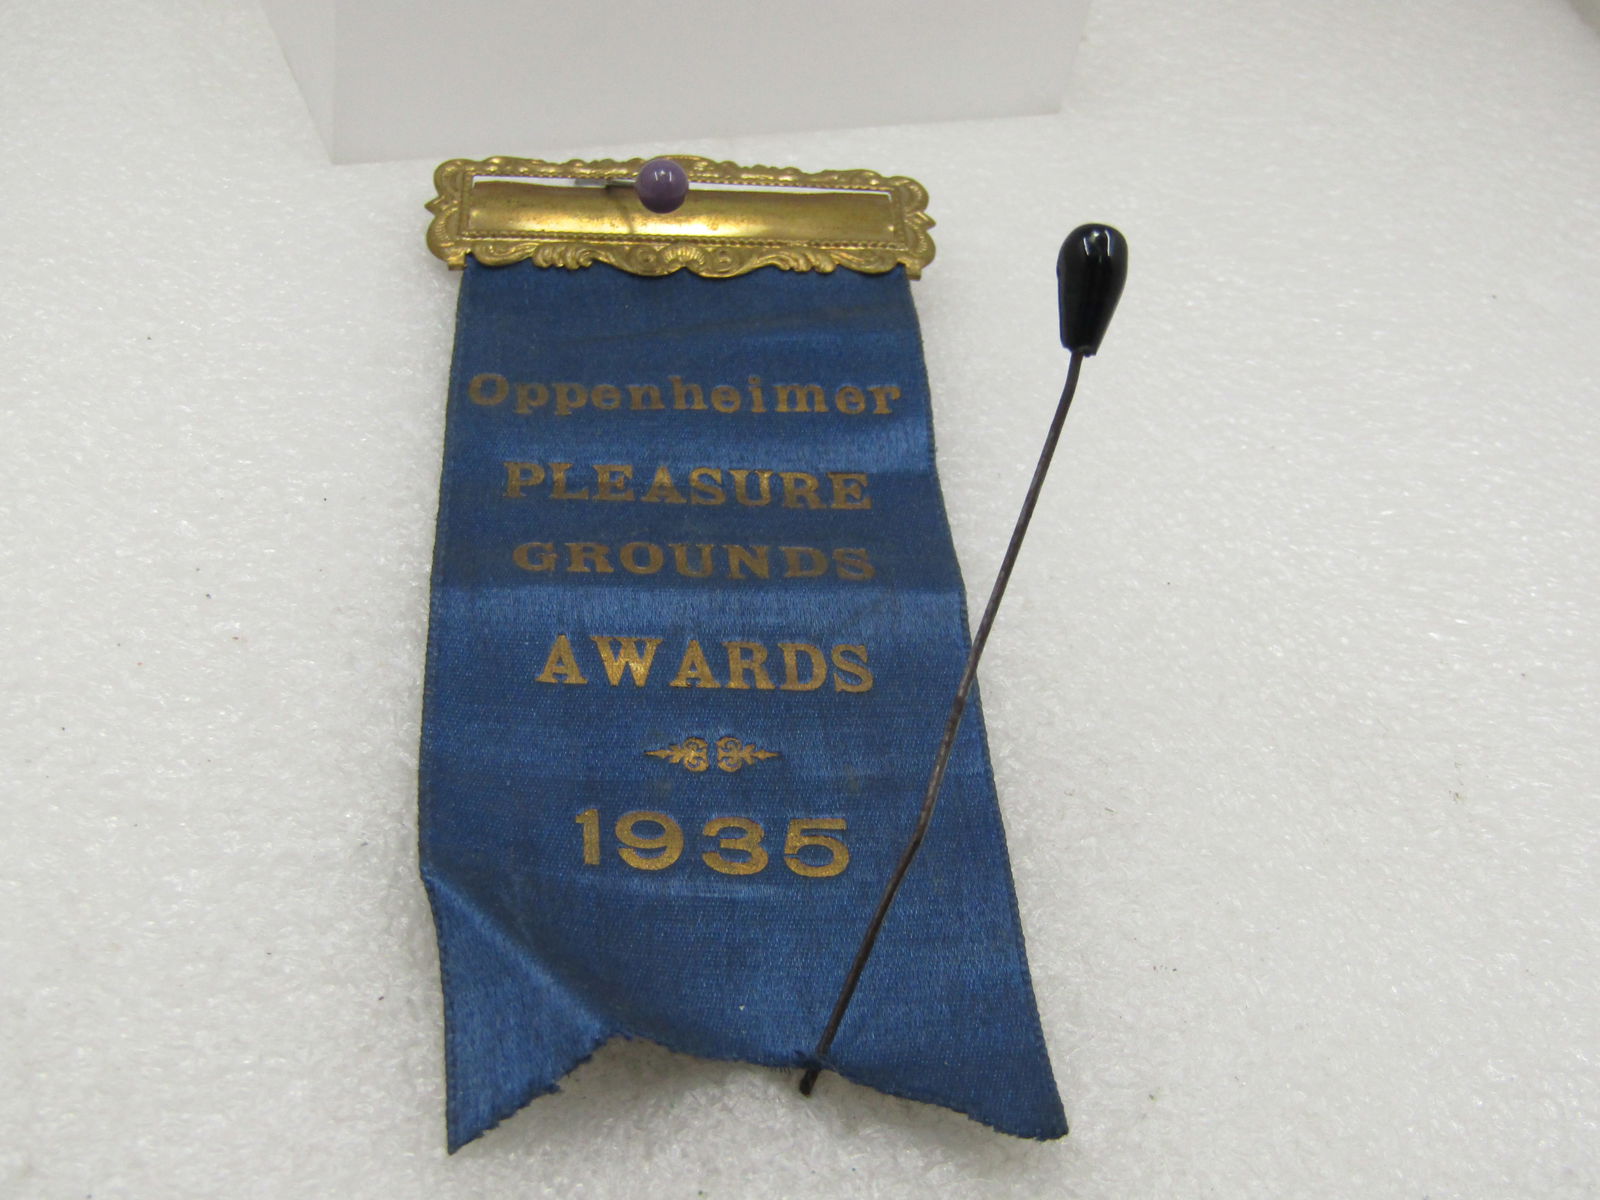 Oppenheimer
PLEASURE
GROUNDS
AWARDS
1935